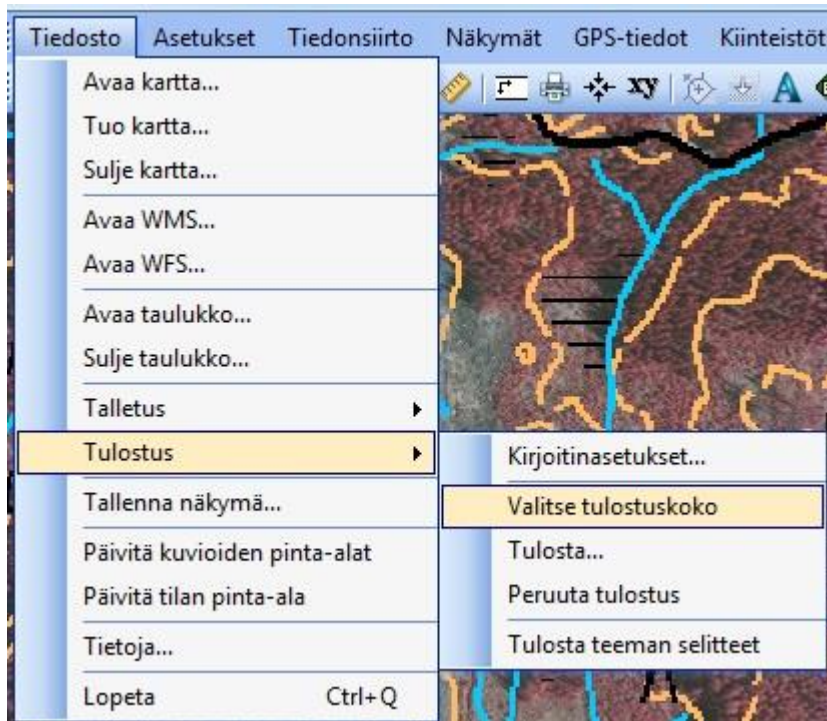 Tiedosto Asetukset Tiedonsiirto Näkymät GPS-tiedot Kiinteistöt
xy A
Avaa kartta...
Tuo kartta...
Sulje kartta...
Avaa WMS...
Avaa WFS...
Avaa taulukko...
Sulje taulukko...
Talletus
Tulostus
Tallenna näkymä...
Päivitä kuvioiden pinta-alat
Päivitä tilan pinta-ala
Tietoja...
Lopeta Ctrl+Q
Kirjoitinasetukset...
Valitse tulostuskoko
Tulosta...
Peruuta tulostus
Tulosta teeman selitteet